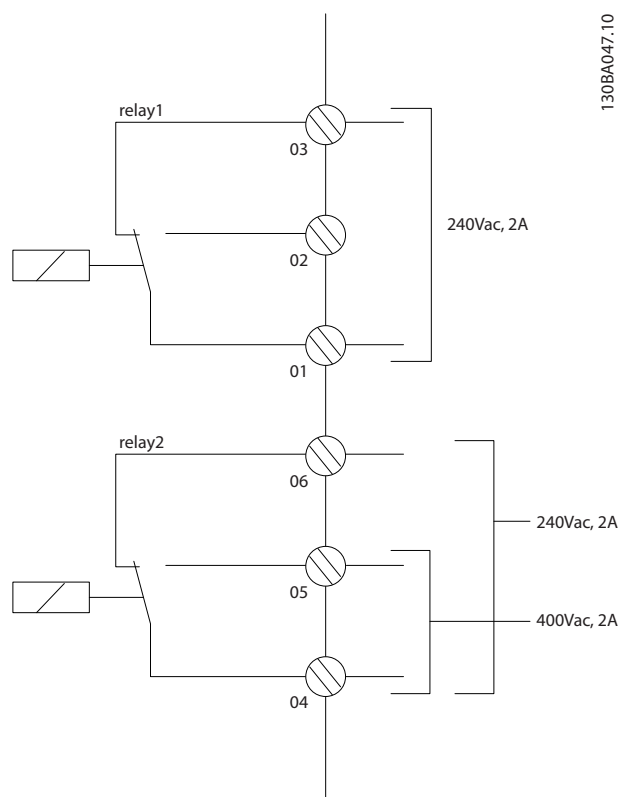 130BA047.10
relay1
03
240Vac, 2A
02
01
relay2
06
240Vac, 2A
05
400Vac, 2A
04